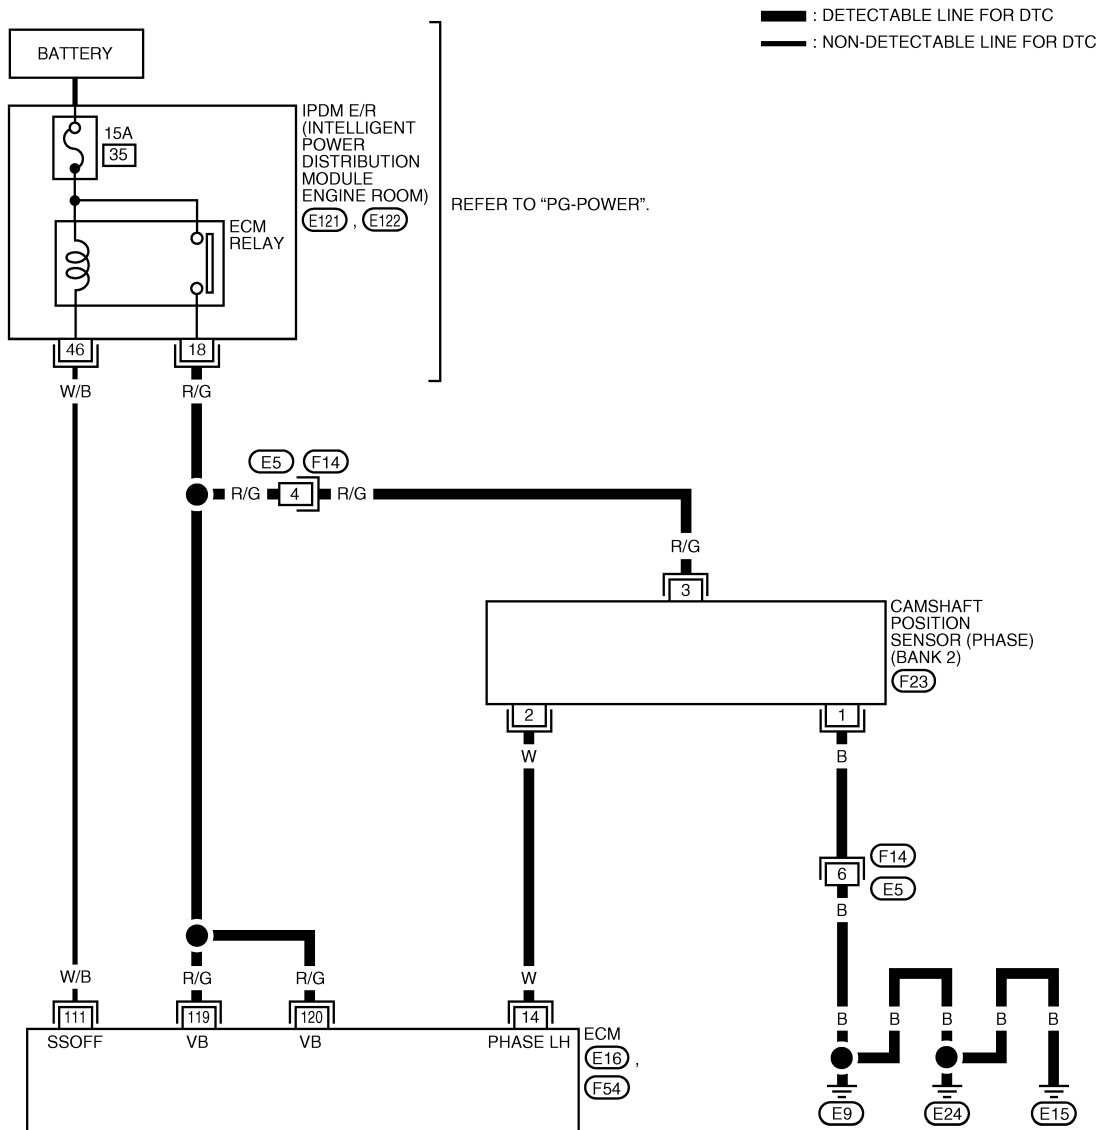 : DETECTABLE LINE FOR DTC
: NON-DETECTABLE LINE FOR DTC
BATTERY
15A
35
IPDM E/R
(INTELLIGENT
POWER
DISTRIBUTION
MODULE
ENGINE ROOM)
E121 , E122
REFER TO “PG-POWER”.
ECM
RELAY
46
18
W/B
R/G
E5
F14
R/G
4
R/G
R/G
3
CAMSHAFT
POSITION
SENSOR (PHASE)
(BANK 2)
F23
2
1
W
B
F14
6
E5
B
W/B
R/G
R/G
W
B
B
B
B
B
111
119
120
14
SSOFF
VB
VB
PHASE LH
ECM
E16 ,
F54
E9
E24
E15